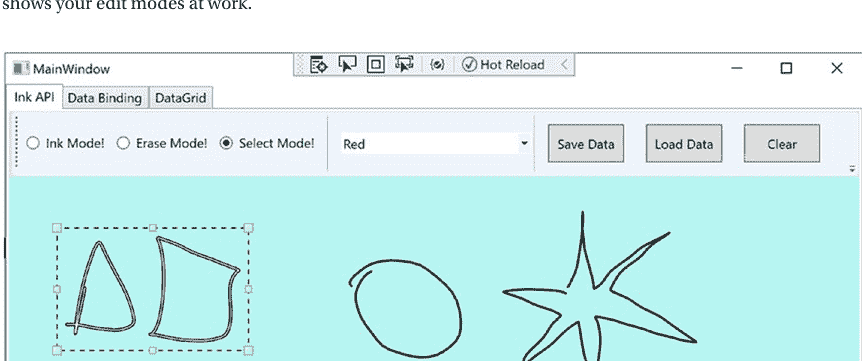 shows your edit modes at work.
MainWindow
Hot Reload
Ink API Data Binding DataGrid
Ink Mode! Erase Mode! Select Mode! Red Save Data Load Data Clear